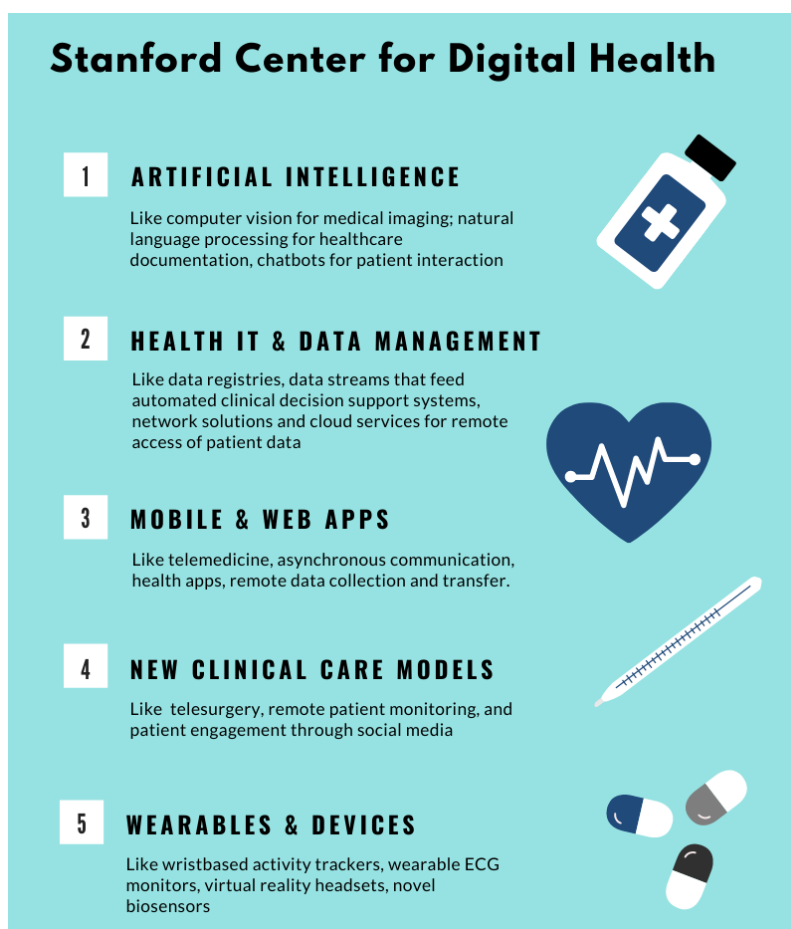 Stanford Center for Digital Health
1 ARTIFICIAL INTELLIGENCE
Like computer vision for medical imaging; natural
language processing for healthcare
documentation, chatbots for patient interaction
2 HEALTH IT & DATA MANAGEMENT
Like data registries, data streams that feed
automated clinical decision support systems,
network solutions and cloud services for remote
access of patient data
3 MOBILE & WEB APPS
Like telemedicine, asynchronous communication,
health apps, remote data collection and transfer.
4 NEW CLINICAL CARE MODELS
Like telesurgery, remote patient monitoring, and
patient engagement through social media
5 WEARABLES & DEVICES
Like wristbased activity trackers, wearable ECG
monitors, virtual reality headsets, novel
biosensors